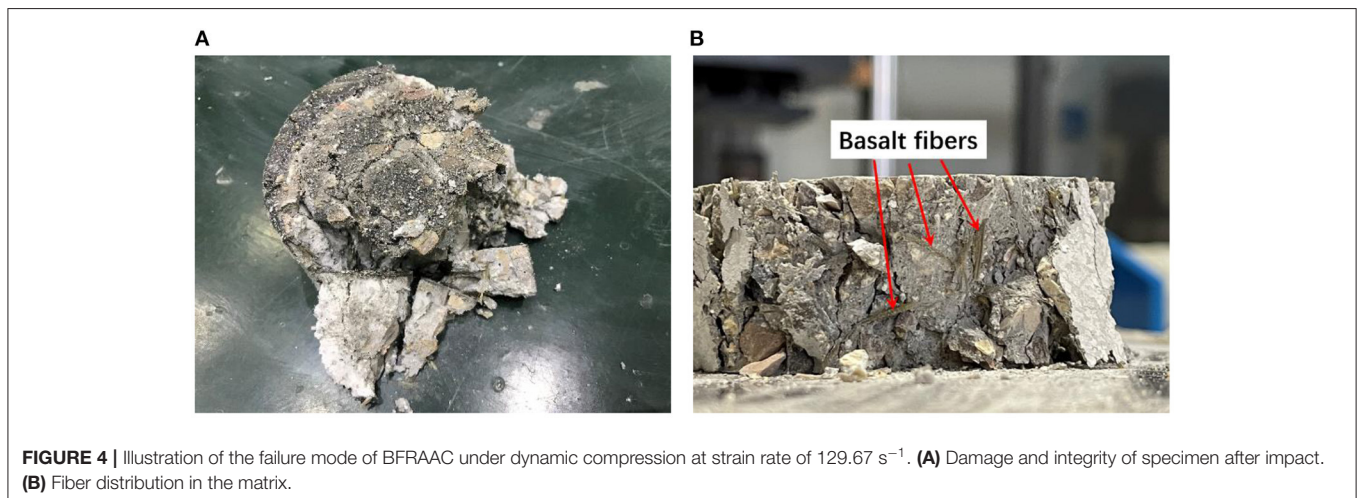 A
B
Basalt fibers
FIGURE 4 | Illustration of the failure mode of BFRAAC under dynamic compression at strain rate of 129.67 s⁻¹. (A) Damage and integrity of specimen after impact.
(B) Fiber distribution in the matrix.